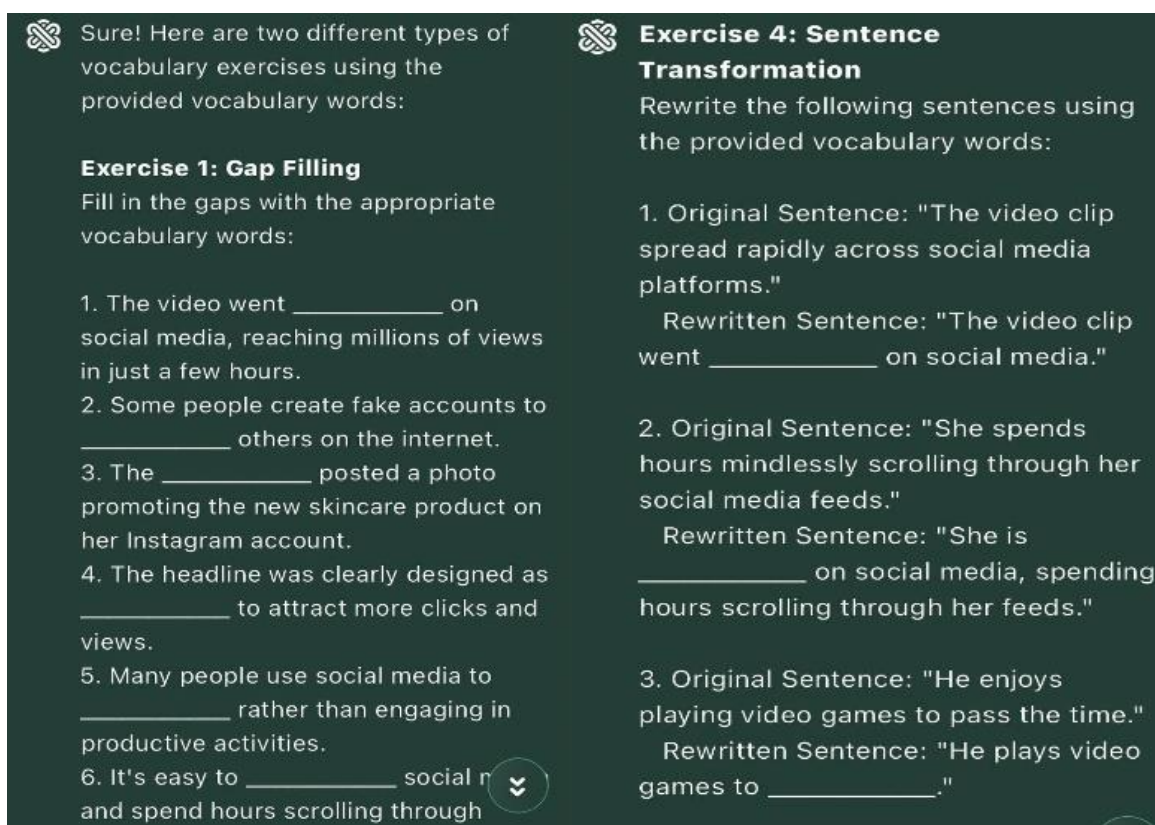 Sure! Here are two different types of
vocabulary exercises using the
provided vocabulary words:
Exercise 1: Gap Filling
Fill in the gaps with the appropriate
vocabulary words:
1. The video went ____________ on
social media, reaching millions of views
in just a few hours.
2. Some people create fake accounts to
____________ others on the internet.
3. The ____________ posted a photo
promoting the new skincare product on
her Instagram account.
4. The headline was clearly designed as
____________ to attract more clicks and
views.
5. Many people use social media to
____________ rather than engaging in
productive activities.
6. It's easy to ____________ social
and spend hours scrolling through
Exercise 4: Sentence
Transformation
Rewrite the following sentences using
the provided vocabulary words:
1. Original Sentence: "The video clip
spread rapidly across social media
platforms."
Rewritten Sentence: "The video clip
went ____________ on social media."
2. Original Sentence: "She spends
hours mindlessly scrolling through her
social media feeds."
Rewritten Sentence: "She is
____________ on social media, spending
hours scrolling through her feeds."
3. Original Sentence: "He enjoys
playing video games to pass the time."
Rewritten Sentence: "He plays video
games to ____________."